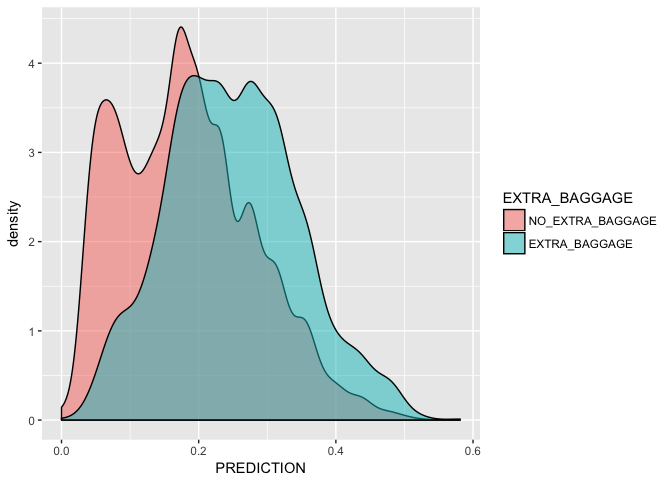 4
3
2
1
0
density
0.0
0.2
0.4
0.6
PREDICTION
EXTRA_BAGGAGE
NO_EXTRA_BAGGAGE
EXTRA_BAGGAGE